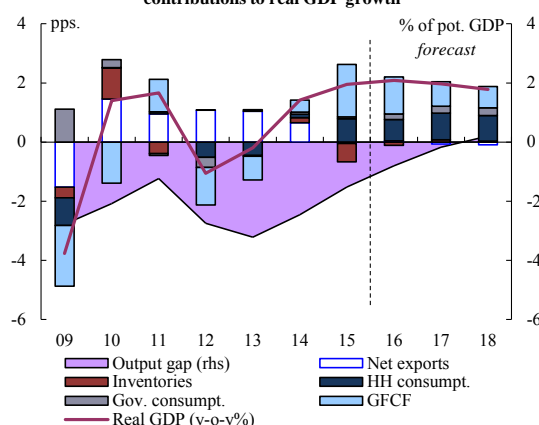 contributions to real GDP growth
pps.
% of pot. GDP
forecast
4 4
2 2
0 0
-2 -2
-4 -4
-6 -6
09 10 11 12 13 14 15 16 17 18
Output gap (rhs) Net exports
Inventories HH consumpt.
Gov. consumpt. GFCF
Real GDP (y-o-y%)